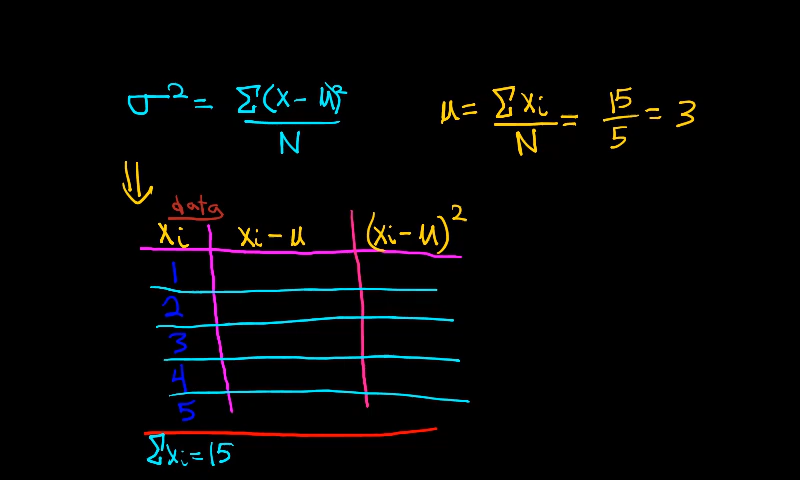 σ² = Σ(x - μ)² / N
μ = Σxi / N = 15/5 = 3
⇓
data
xi xi - μ (xi - μ)²
1
2
3
4
5
Σxi = 15